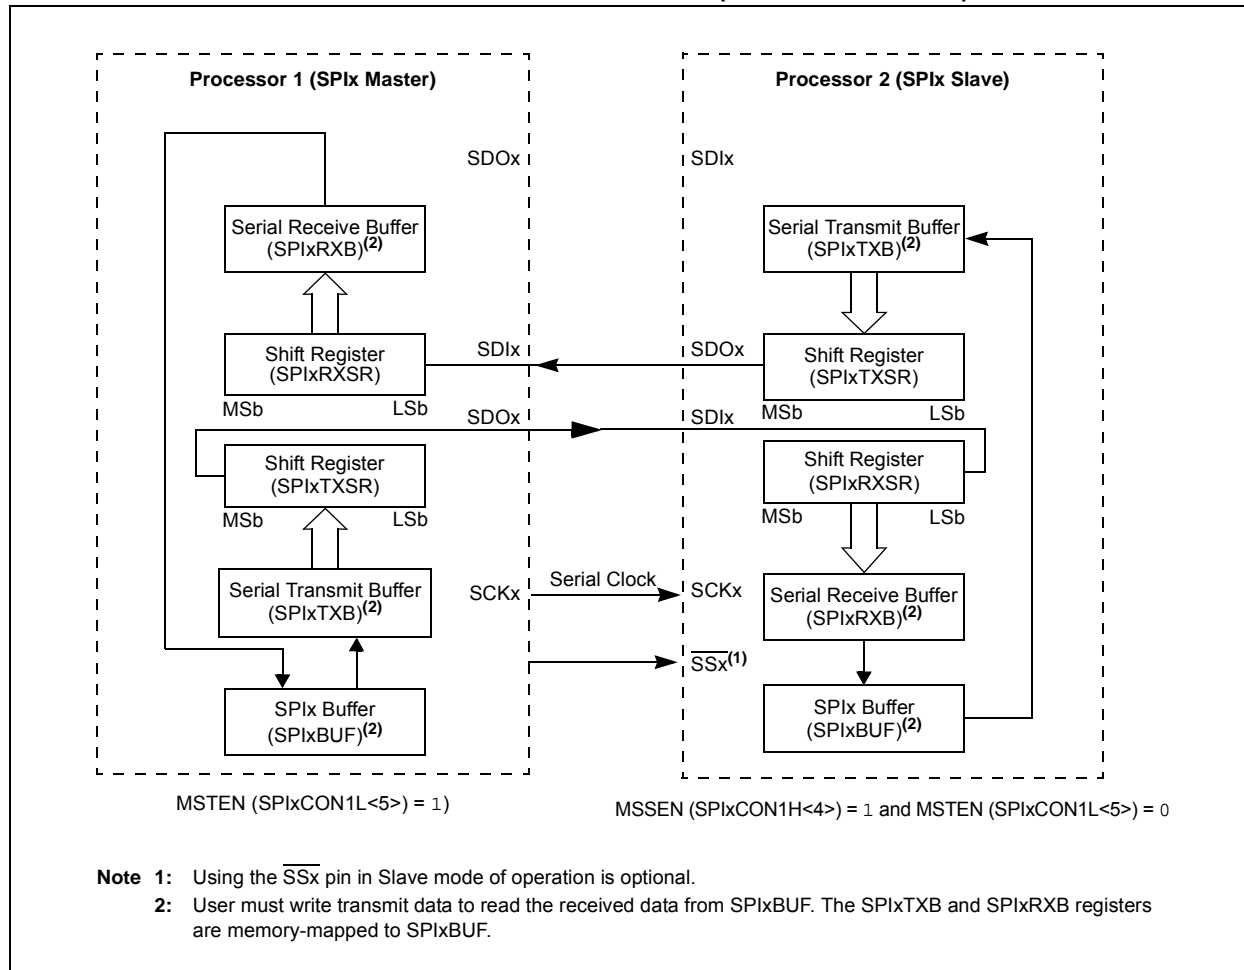 Processor 1 (SPIx Master)
Processor 2 (SPIx Slave)
SDOx
SDIx
Serial Receive Buffer
(SPIxRXB)(2)
Serial Transmit Buffer
(SPIxTXB)(2)
Shift Register
(SPIxRXSR)
SDIx
SDOx
Shift Register
(SPIxTXSR)
MSb
LSb
MSb
LSb
SDOx
SDIx
Shift Register
(SPIxTXSR)
Shift Register
(SPIxRXSR)
MSb
LSb
MSb
LSb
Serial Transmit Buffer
(SPIxTXB)(2)
SCKx
Serial Clock
SCKx
Serial Receive Buffer
(SPIxRXB)(2)
SSx(1)
SPIx Buffer
(SPIxBUF)(2)
SPIx Buffer
(SPIxBUF)(2)
MSTEN (SPIxCON1L<5>) = 1)
MSSEN (SPIxCON1H<4>) = 1 and MSTEN (SPIxCON1L<5>) = 0
Note 1: Using the SSx pin in Slave mode of operation is optional.
2: User must write transmit data to read the received data from SPIxBUF. The SPIxTXB and SPIxRXB registers
are memory-mapped to SPIxBUF.